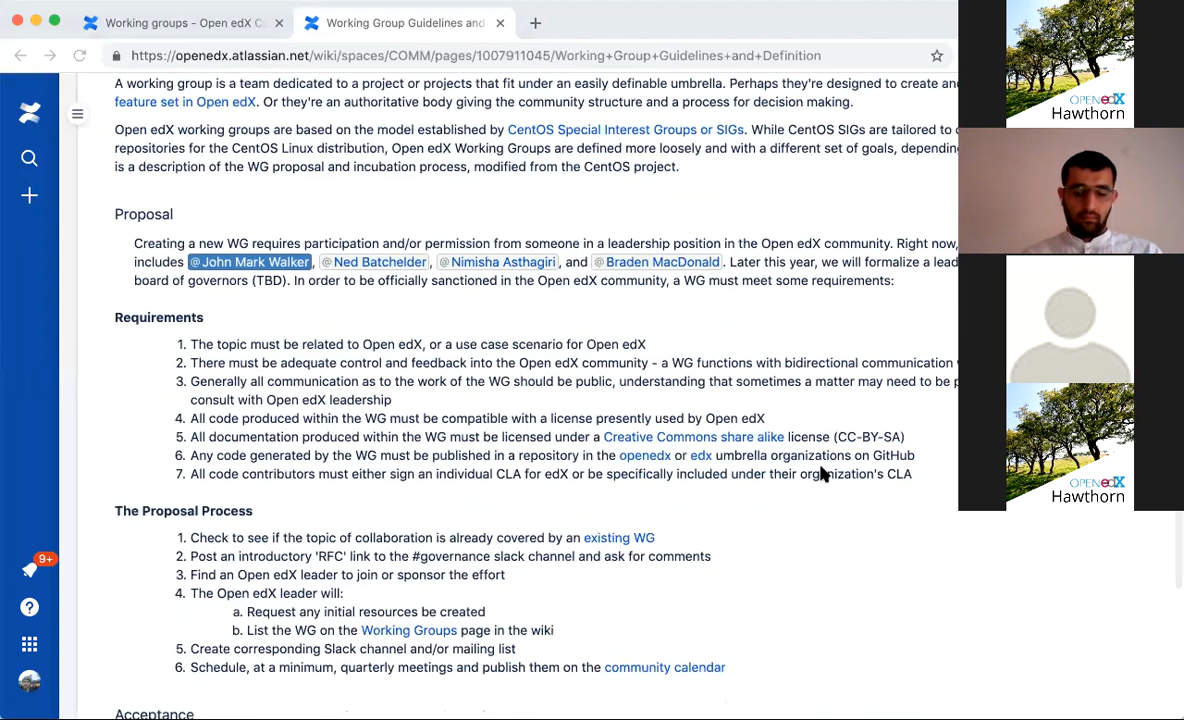 Working groups - Open edX C
Working Group Guidelines and
https://openedx.atlassian.net/wiki/spaces/COMM/pages/1007911045/Working+Group+Guidelines+and+Definition
A working group is a team dedicated to a project or projects that fit under an easily definable umbrella. Perhaps they're designed to create and
feature set in Open edX. Or they're an authoritative body giving the community structure and a process for decision making.
Open edX working groups are based on the model established by CentOS Special Interest Groups or SIGs. While CentOS SIGs are tailored to
repositories for the CentOS Linux distribution, Open edX Working Groups are defined more loosely and with a different set of goals, depending
is a description of the WG proposal and incubation process, modified from the CentOS project.
Proposal
Creating a new WG requires participation and/or permission from someone in a leadership position in the Open edX community. Right now,
includes @John Mark Walker, @Ned Batchelder, @Nimisha Asthagiri, and @Braden MacDonald. Later this year, we will formalize a lead
board of governors (TBD). In order to be officially sanctioned in the Open edX community, a WG must meet some requirements:
Requirements
1. The topic must be related to Open edX, or a use case scenario for Open edX
2. There must be adequate control and feedback into the Open edX community - a WG functions with bidirectional communication
3. Generally all communication as to the work of the WG should be public, understanding that sometimes a matter may need to be p
consult with Open edX leadership
4. All code produced within the WG must be compatible with a license presently used by Open edX
5. All documentation produced within the WG must be licensed under a Creative Commons share alike license (CC-BY-SA)
6. Any code generated by the WG must be published in a repository in the openedx or edx umbrella organizations on GitHub
7. All code contributors must either sign an individual CLA for edX or be specifically included under their organization's CLA
The Proposal Process
1. Check to see if the topic of collaboration is already covered by an existing WG
2. Post an introductory 'RFC' link to the #governance slack channel and ask for comments
3. Find an Open edX leader to join or sponsor the effort
4. The Open edX leader will:
a. Request any initial resources be created
b. List the WG on the Working Groups page in the wiki
5. Create corresponding Slack channel and/or mailing list
6. Schedule, at a minimum, quarterly meetings and publish them on the community calendar
Acceptance
9+
OPENedX
Hawthorn
OPENedX
Hawthorn